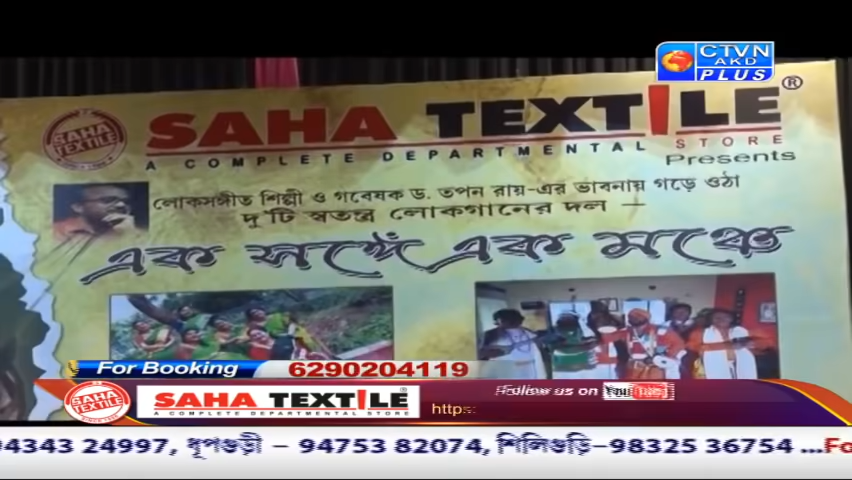 CTVN
AKD
PLUS
SAHA TEXTILE®
A COMPLETE DEPARTMENTAL STORE
Presents
SAHA
TEXTILE
লোকসঙ্গীত শিল্পী ও গবেষক ড. তপন রায়-এর ভাবনায় গড়ে ওঠা
দু'টি স্বতন্ত্র লোকগানের দল —
এক সঙ্গে এক মঞ্চে
For Booking 6290204119
SAHA
TEXTILE
SAHA TEXTILE®
A COMPLETE DEPARTMENTAL STORE
Follow us on YouTube
https:
94343 24997, ধূপগুড়ী – 94753 82074, শিলিগুড়ি–98325 36754 ...Fo